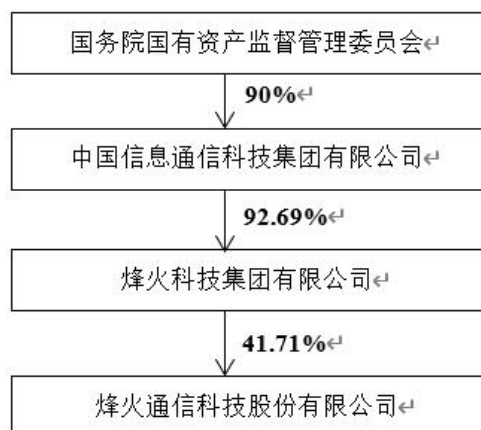 国务院国有资产监督管理委员会↵
90%↵
中国信息通信科技集团有限公司↵
92.69%↵
烽火科技集团有限公司↵
41.71%↵
烽火通信科技股份有限公司↵